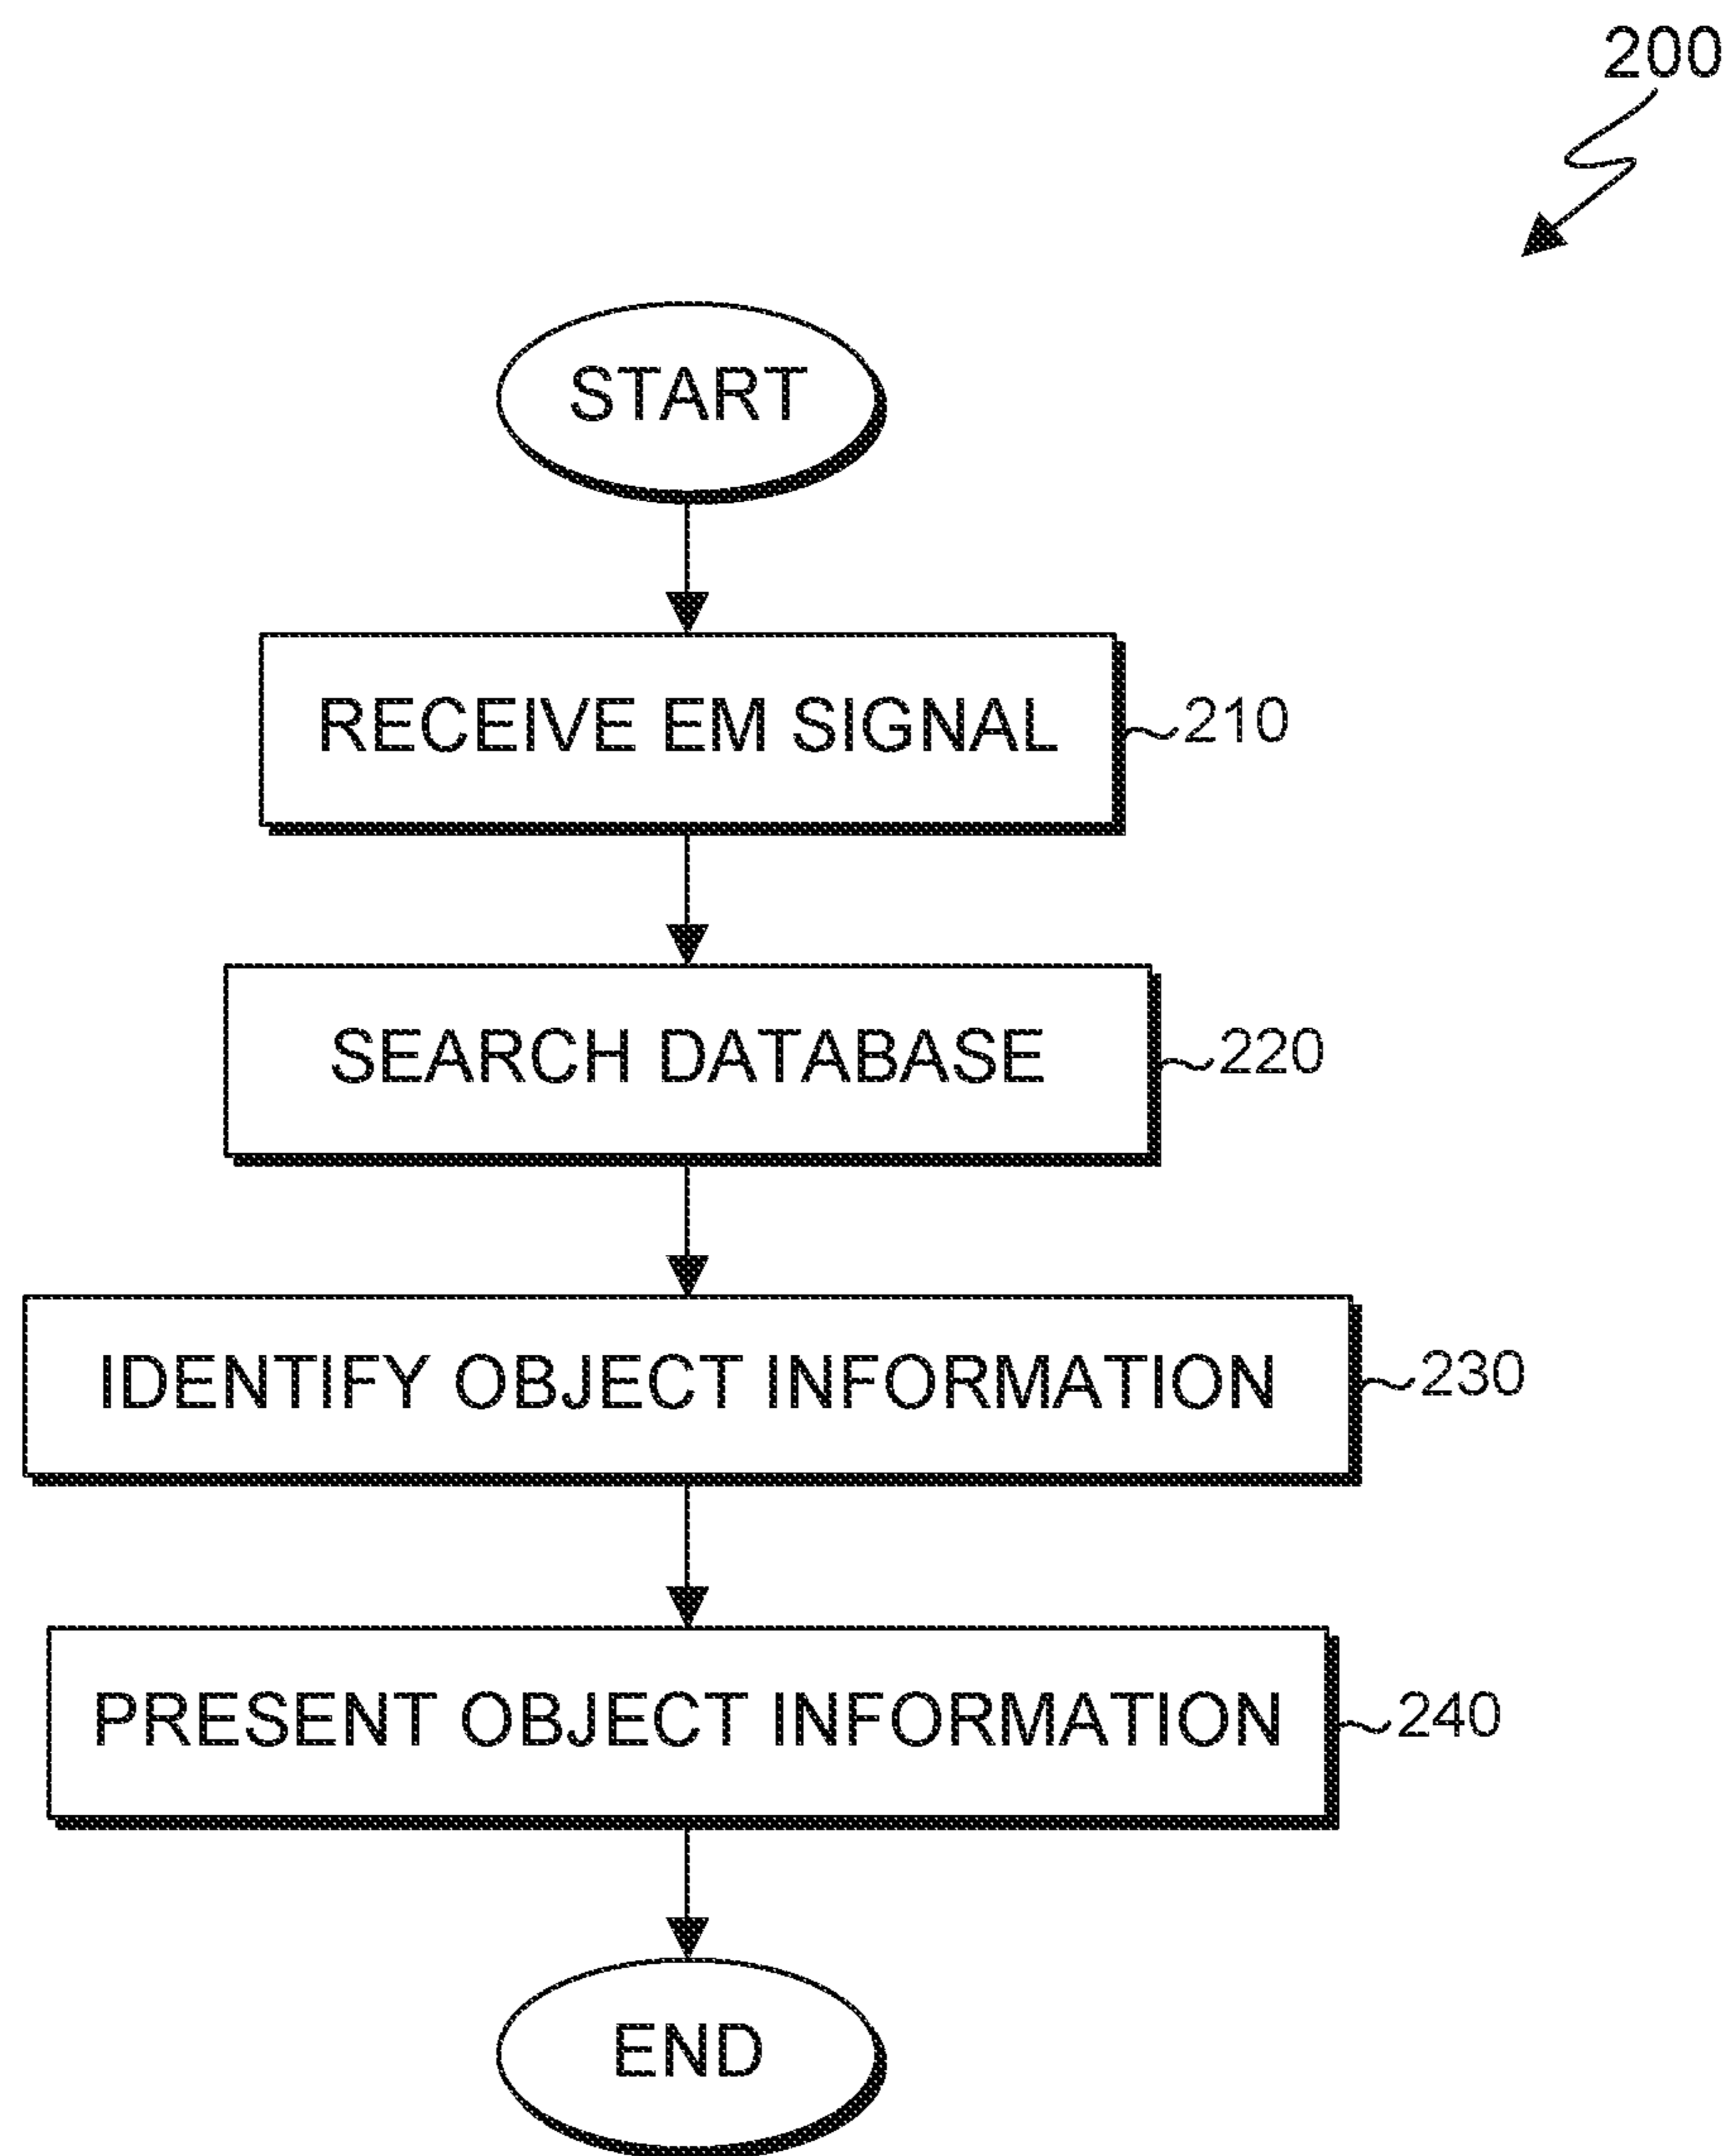 200
START
RECEIVE EM SIGNAL
210
SEARCH DATABASE
220
IDENTIFY OBJECT INFORMATION
230
PRESENT OBJECT INFORMATION
240
END